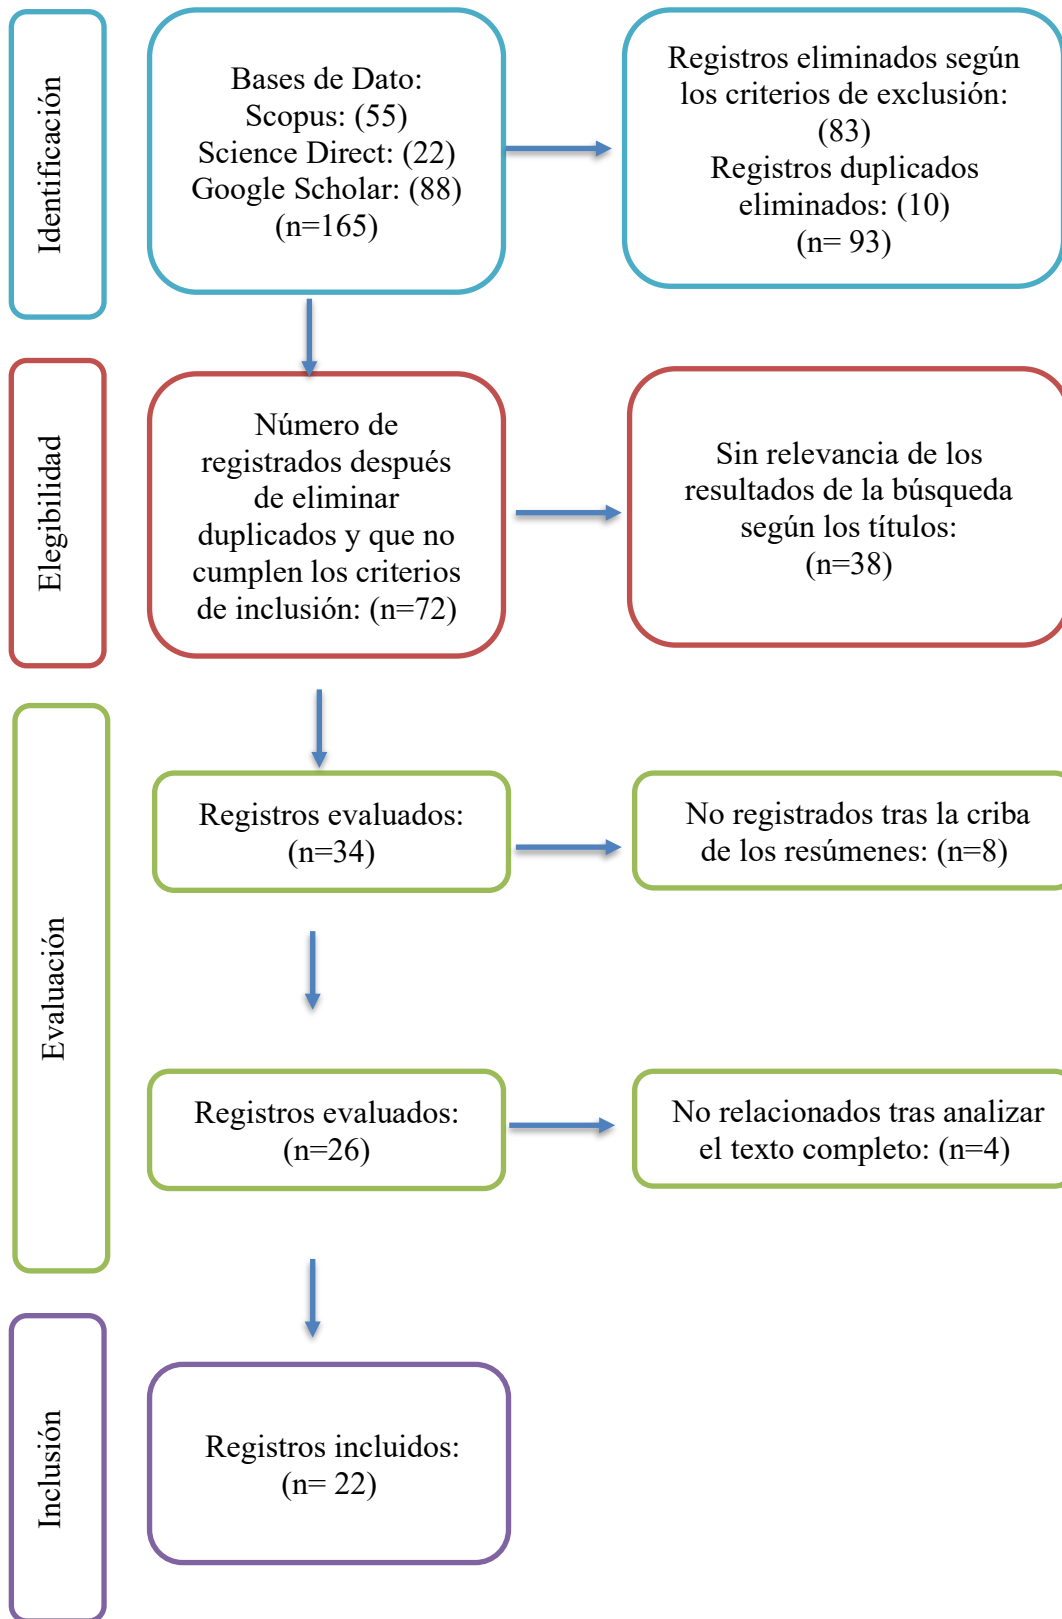 Identificación
Bases de Dato:
Scopus: (55)
Science Direct: (22)
Google Scholar: (88)
(n=165)
Registros eliminados según
los criterios de exclusión:
(83)
Registros duplicados
eliminados: (10)
(n= 93)
Elegibilidad
Número de
registrados después
de eliminar
duplicados y que no
cumplen los criterios
de inclusión: (n=72)
Sin relevancia de los
resultados de la búsqueda
según los títulos:
(n=38)
Evaluación
Registros evaluados:
(n=34)
No registrados tras la criba
de los resúmenes: (n=8)
Registros evaluados:
(n=26)
No relacionados tras analizar
el texto completo: (n=4)
Inclusión
Registros incluidos:
(n= 22)